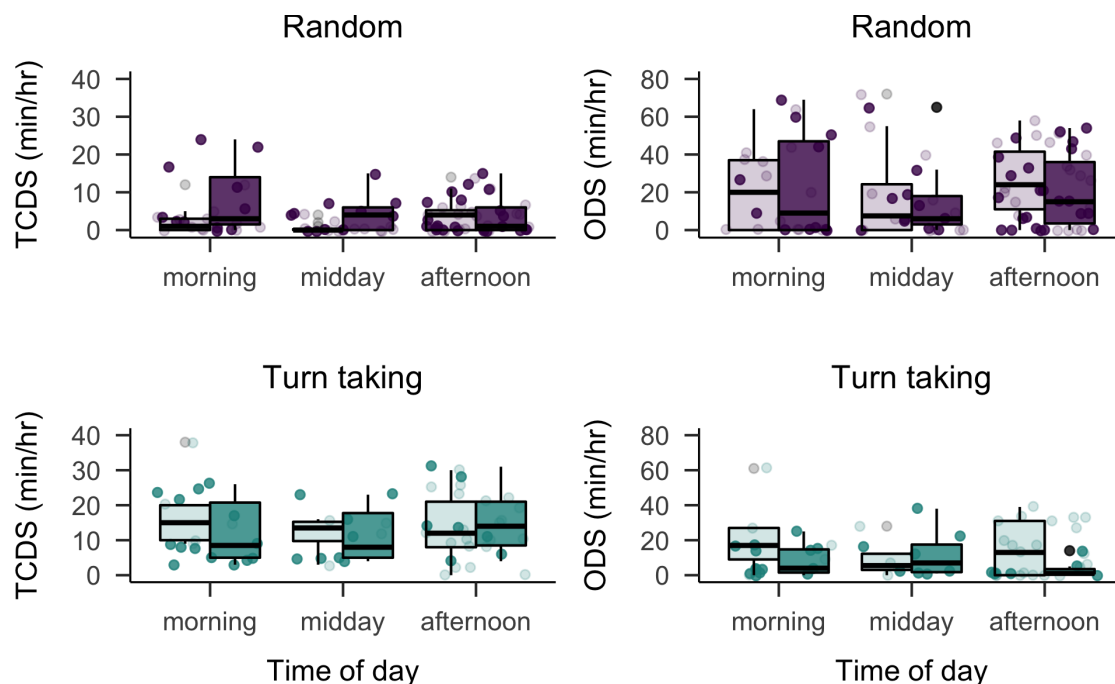 Random
TCDS (min/hr)
40
30
20
10
0
morning midday afternoon
Random
ODS (min/hr)
80
60
40
20
0
morning midday afternoon
Turn taking
TCDS (min/hr)
40
30
20
10
0
morning midday afternoon
Time of day
Turn taking
ODS (min/hr)
80
60
40
20
0
morning midday afternoon
Time of day